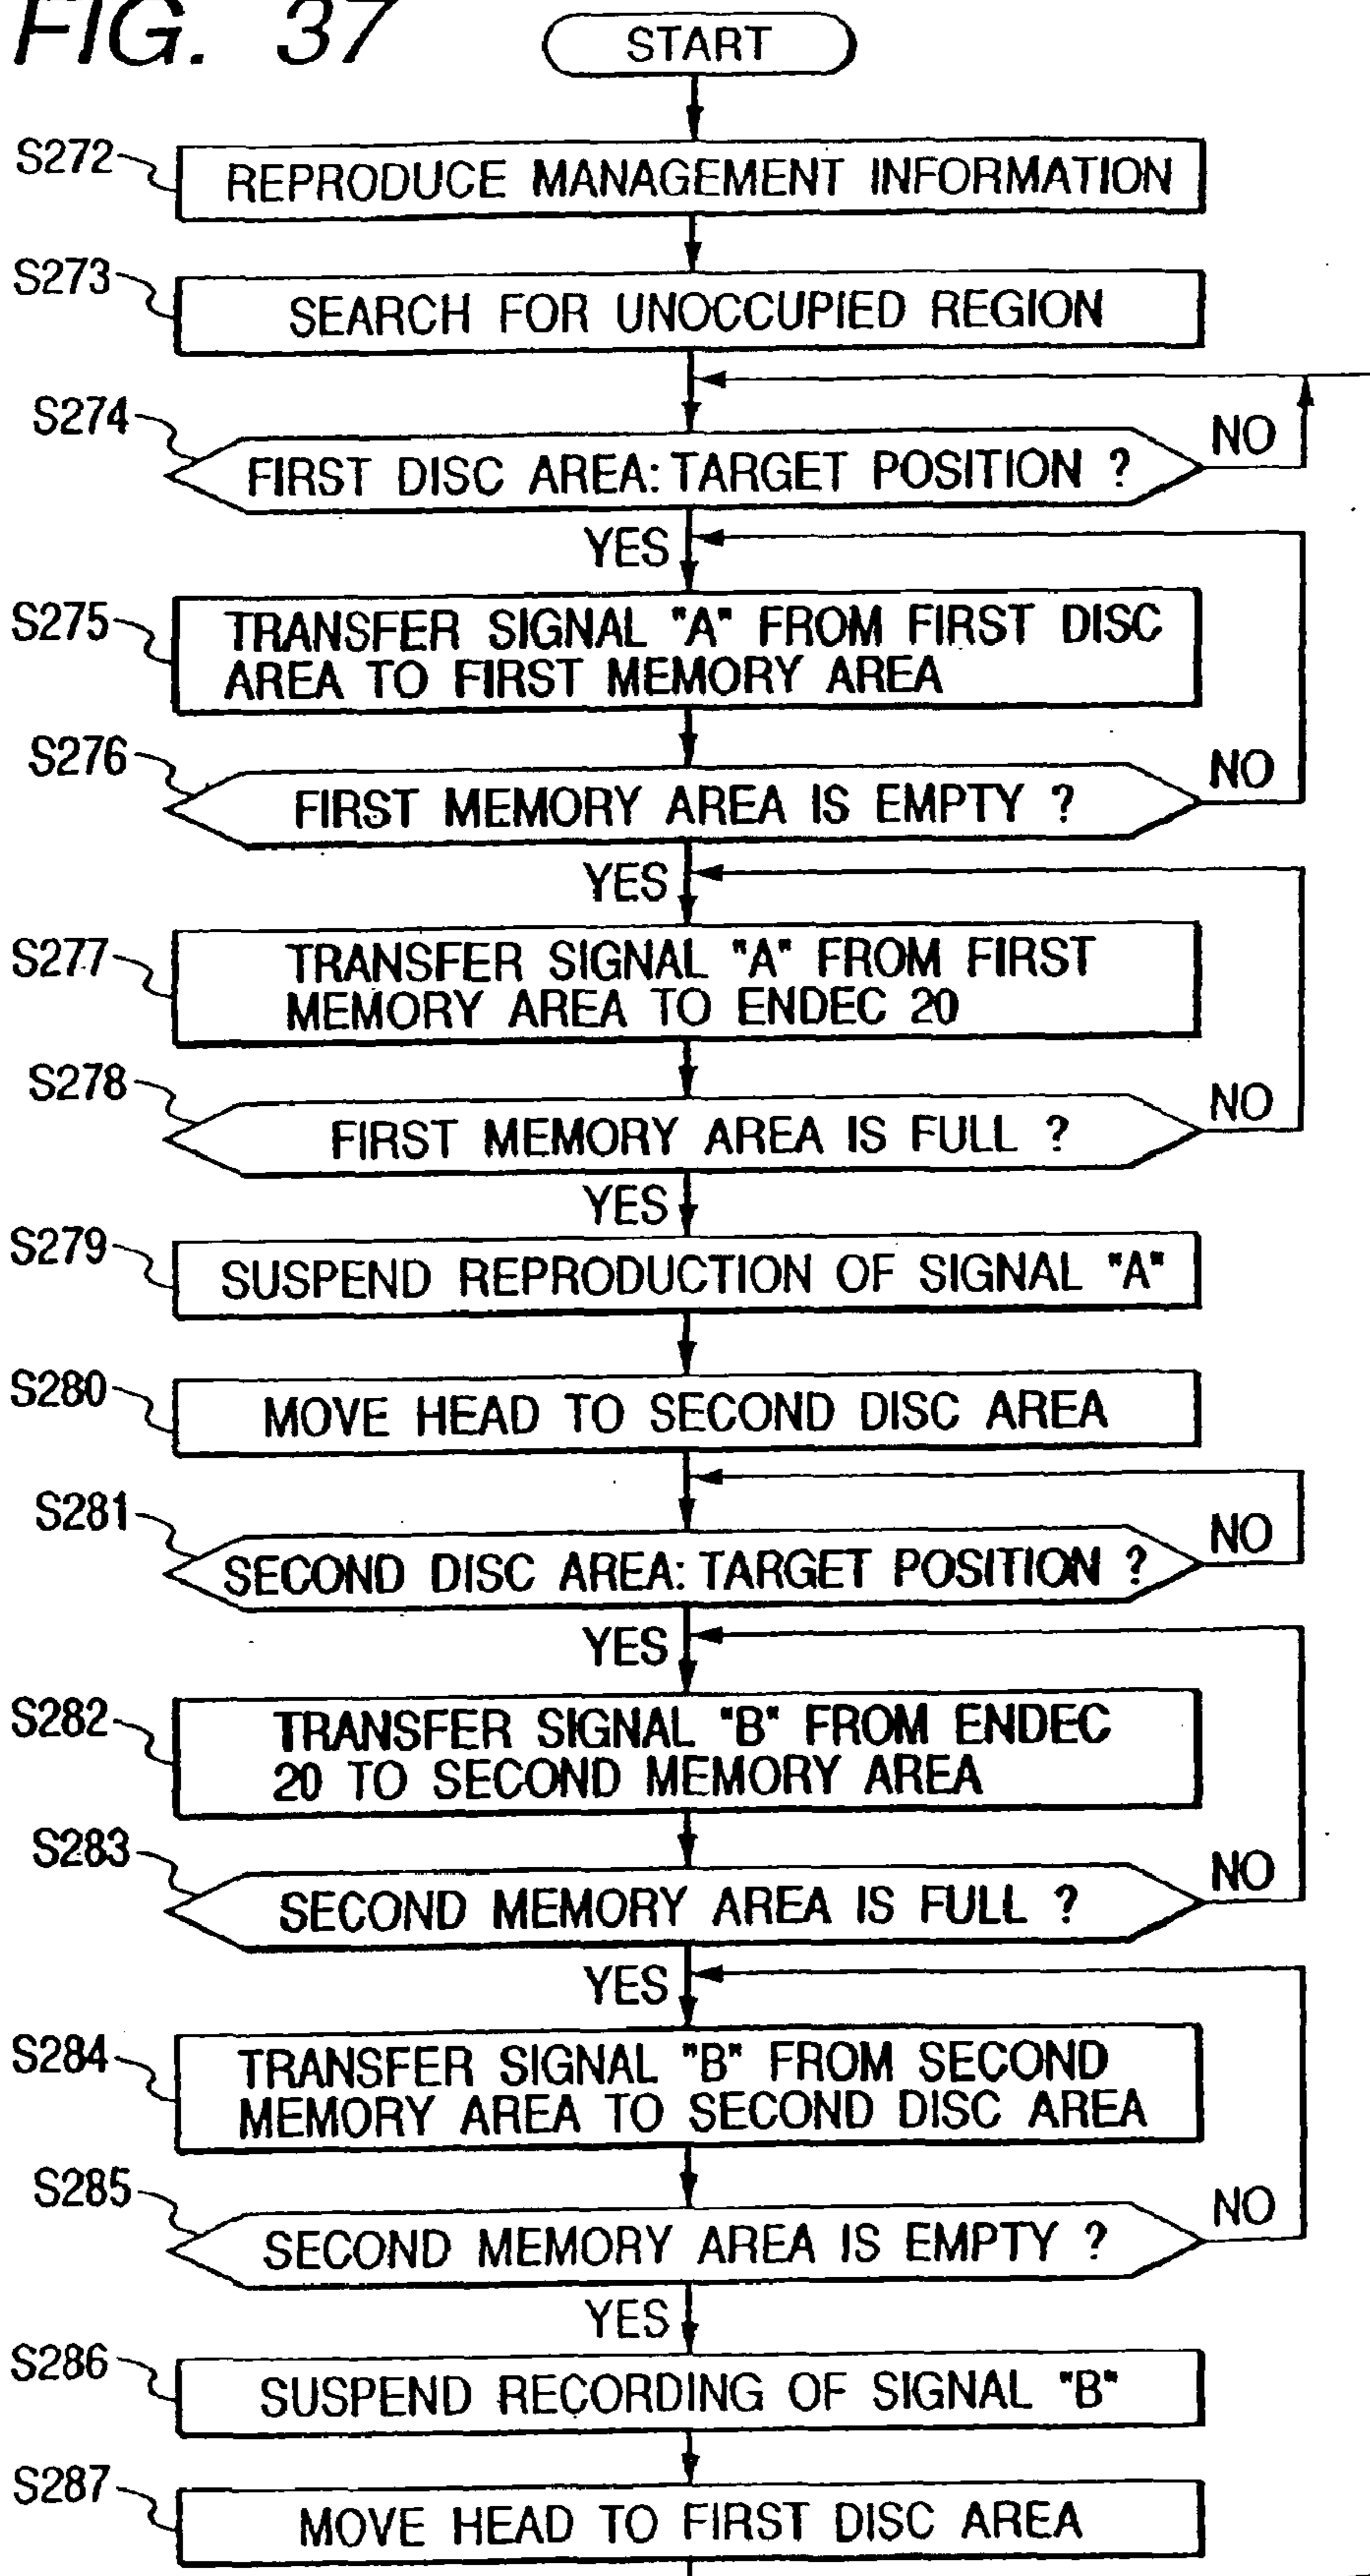 FIG. 37
START
S272
REPRODUCE MANAGEMENT INFORMATION
S273
SEARCH FOR UNOCCUPIED REGION
S274
FIRST DISC AREA: TARGET POSITION ?
NO
YES
S275
TRANSFER SIGNAL "A" FROM FIRST DISC
AREA TO FIRST MEMORY AREA
S276
FIRST MEMORY AREA IS EMPTY ?
NO
YES
S277
TRANSFER SIGNAL "A" FROM FIRST
MEMORY AREA TO ENDEC 20
S278
FIRST MEMORY AREA IS FULL ?
NO
YES
S279
SUSPEND REPRODUCTION OF SIGNAL "A"
S280
MOVE HEAD TO SECOND DISC AREA
S281
SECOND DISC AREA: TARGET POSITION ?
NO
YES
S282
TRANSFER SIGNAL "B" FROM ENDEC
20 TO SECOND MEMORY AREA
S283
SECOND MEMORY AREA IS FULL ?
NO
YES
S284
TRANSFER SIGNAL "B" FROM SECOND
MEMORY AREA TO SECOND DISC AREA
S285
SECOND MEMORY AREA IS EMPTY ?
NO
YES
S286
SUSPEND RECORDING OF SIGNAL "B"
S287
MOVE HEAD TO FIRST DISC AREA